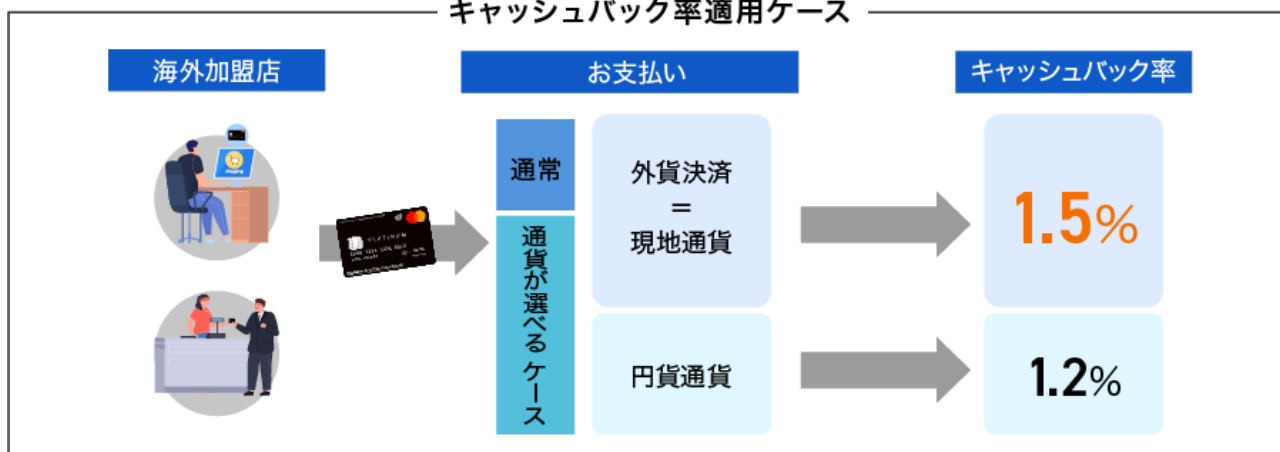 キャッシュバック率適用ケース
海外加盟店
お支払い
キャッシュバック率
通常
外貨決済
=
現地通貨
1.5%
通貨が選べる ケース
円貨通貨
1.2%